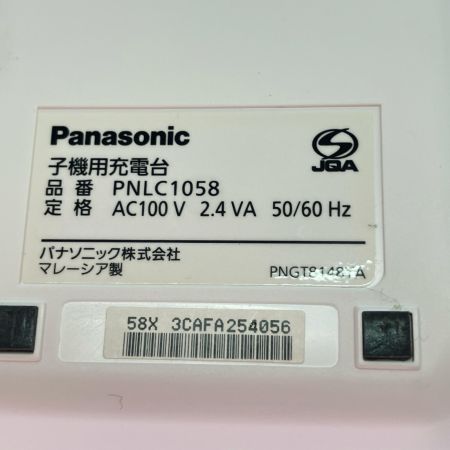 Panasonic
JQA
子機用充電台
品 番 PNLC1058
定 格 AC100 V 2.4 VA 50/60 Hz
パナソニック株式会社
マレーシア製
PNGT8148YA
58X 3CAFA254056